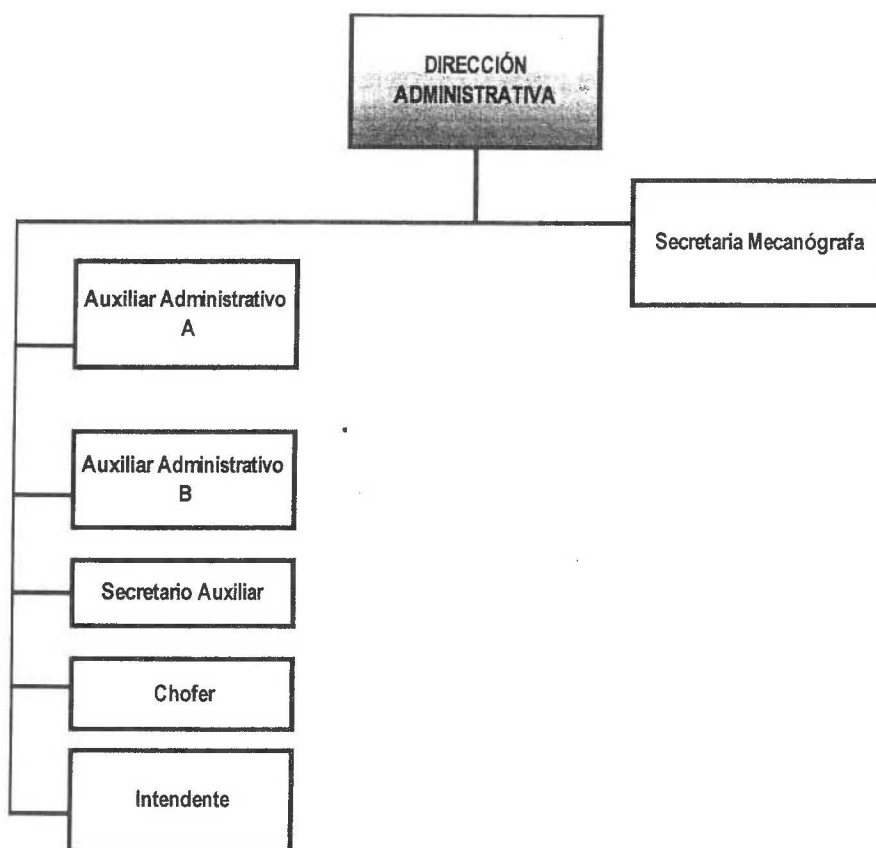 DIRECCIÓN
ADMINISTRATIVA
Secretaria Mecanógrafa
Auxiliar Administrativo
A
Auxiliar Administrativo
B
Secretario Auxiliar
Chofer
Intendente